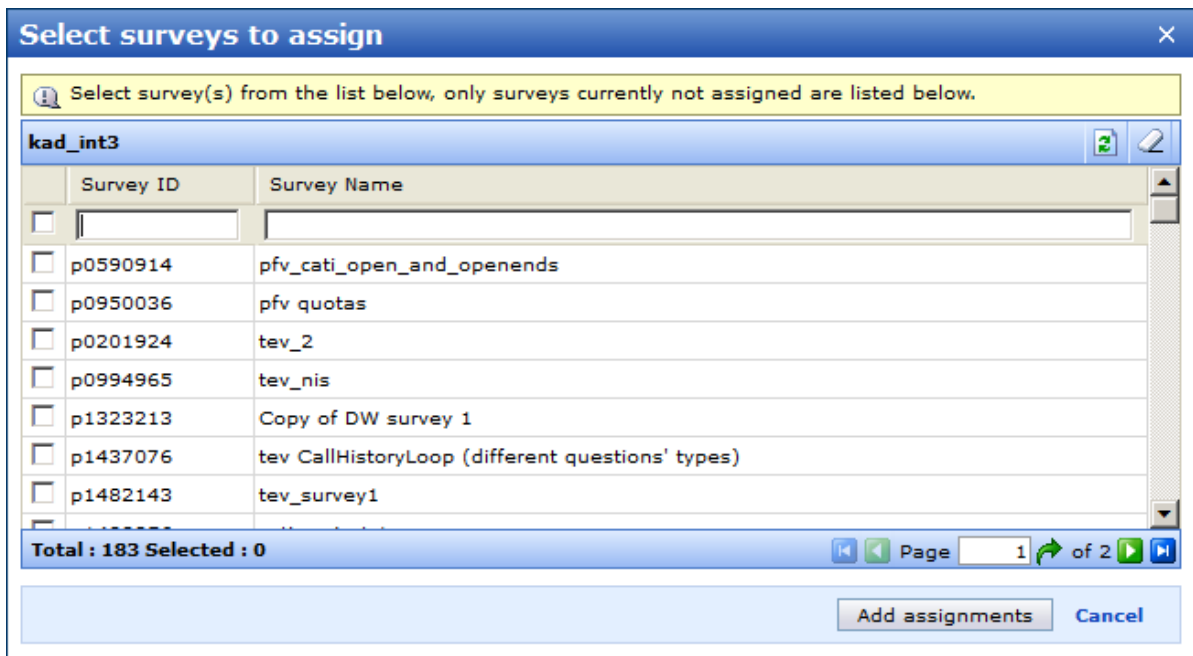 Select surveys to assign
Select survey(s) from the list below, only surveys currently not assigned are listed below.
kad_int3
Survey ID Survey Name
p0590914 pfv_cati_open_and_openends
p0950036 pfv quotas
p0201924 tev_2
p0994965 tev_nis
p1323213 Copy of DW survey 1
p1437076 tev CallHistoryLoop (different questions' types)
p1482143 tev_survey1
Total : 183 Selected : 0 Page 1 of 2
Add assignments Cancel